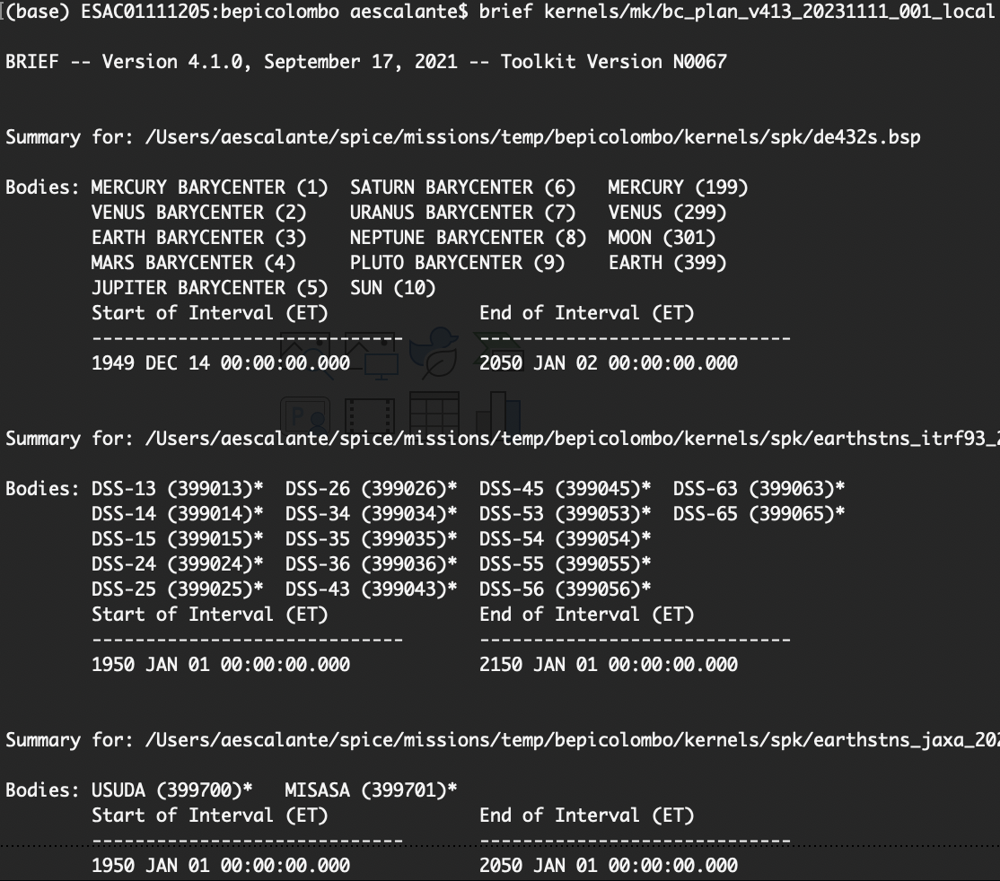 (base) ESAC01111205:bepicolombo aescalante$ brief kernels/mk/bc_plan_v413_20231111_001_local
BRIEF -- Version 4.1.0, September 17, 2021 -- Toolkit Version N0067
Summary for: /Users/aescalante/spice/missions/temp/bepicolombo/kernels/spk/de432s.bsp
Bodies: MERCURY BARYCENTER (1)  SATURN BARYCENTER (6)   MERCURY (199)
        VENUS BARYCENTER (2)    URANUS BARYCENTER (7)   VENUS (299)
        EARTH BARYCENTER (3)    NEPTUNE BARYCENTER (8)  MOON (301)
        MARS BARYCENTER (4)     PLUTO BARYCENTER (9)    EARTH (399)
        JUPITER BARYCENTER (5)  SUN (10)
        Start of Interval (ET)              End of Interval (ET)
        -----------------------------       -----------------------------
        1949 DEC 14 00:00:00.000            2050 JAN 02 00:00:00.000
Summary for: /Users/aescalante/spice/missions/temp/bepicolombo/kernels/spk/earthstns_itrf93_2
Bodies: DSS-13 (399013)*  DSS-26 (399026)*  DSS-45 (399045)*  DSS-63 (399063)*
        DSS-14 (399014)*  DSS-34 (399034)*  DSS-53 (399053)*  DSS-65 (399065)*
        DSS-15 (399015)*  DSS-35 (399035)*  DSS-54 (399054)*
        DSS-24 (399024)*  DSS-36 (399036)*  DSS-55 (399055)*
        DSS-25 (399025)*  DSS-43 (399043)*  DSS-56 (399056)*
        Start of Interval (ET)              End of Interval (ET)
        -----------------------------       -----------------------------
        1950 JAN 01 00:00:00.000            2150 JAN 01 00:00:00.000
Summary for: /Users/aescalante/spice/missions/temp/bepicolombo/kernels/spk/earthstns_jaxa_202
Bodies: USUDA (399700)*   MISASA (399701)*
        Start of Interval (ET)              End of Interval (ET)
        -----------------------------       -----------------------------
        1950 JAN 01 00:00:00.000            2050 JAN 01 00:00:00.000